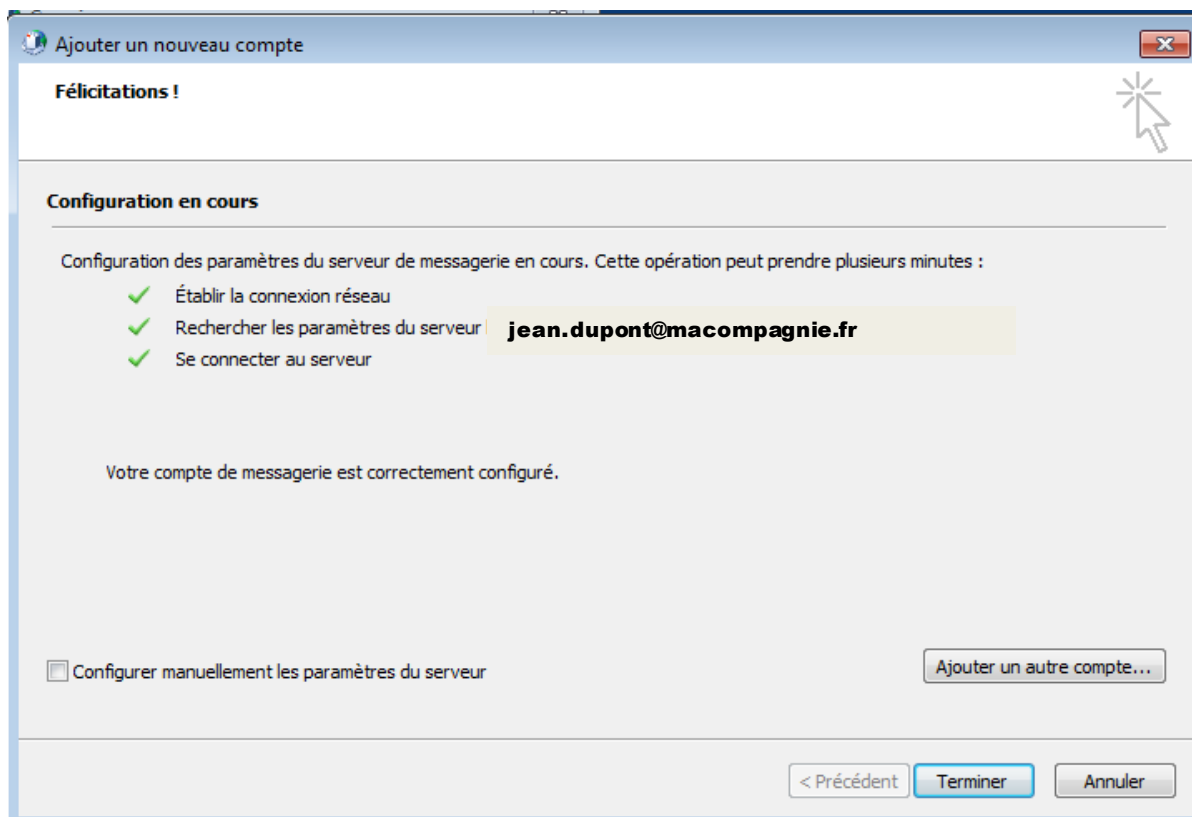 Ajouter un nouveau compte
Félicitations !
Configuration en cours
Configuration des paramètres du serveur de messagerie en cours. Cette opération peut prendre plusieurs minutes :
Établir la connexion réseau
Rechercher les paramètres du serveur jean.dupont@macompagnie.fr
Se connecter au serveur
Votre compte de messagerie est correctement configuré.
Configurer manuellement les paramètres du serveur
Ajouter un autre compte...
< Précédent Terminer Annuler